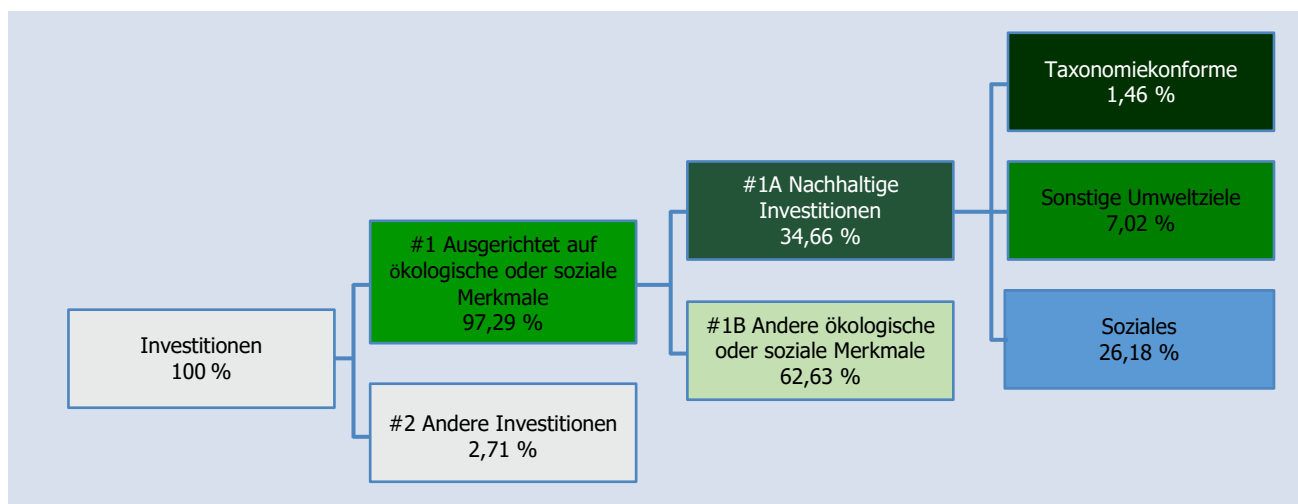 Investitionen
100 %
#1 Ausgerichtet auf
ökologische oder soziale
Merkmale
97,29 %
#2 Andere Investitionen
2,71 %
#1A Nachhaltige
Investitionen
34,66 %
#1B Andere ökologische
oder soziale Merkmale
62,63 %
Taxonomiekonforme
1,46 %
Sonstige Umweltziele
7,02 %
Soziales
26,18 %